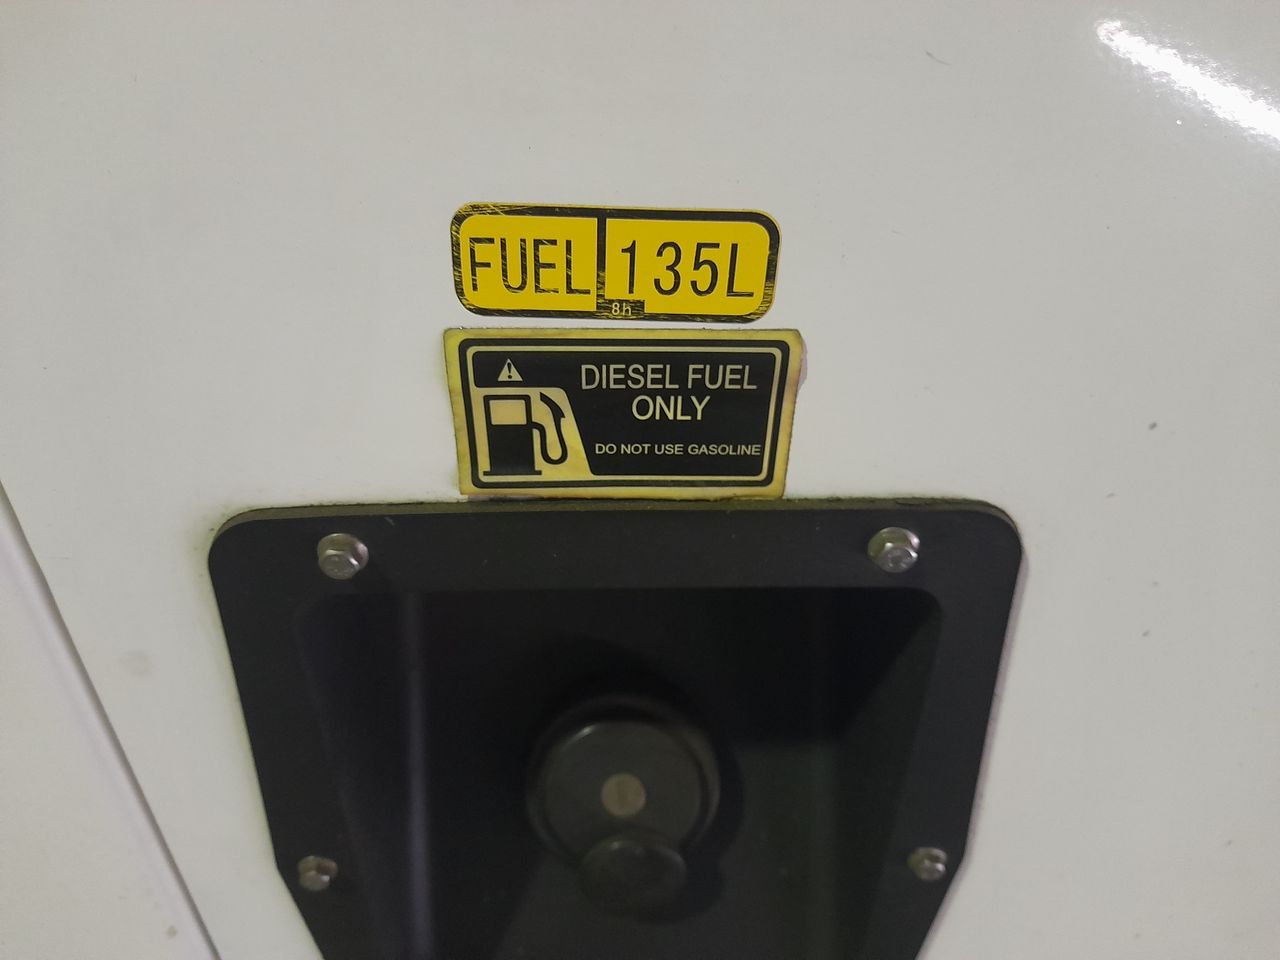 FUEL 135L
8h
DIESEL FUEL
ONLY
DO NOT USE GASOLINE